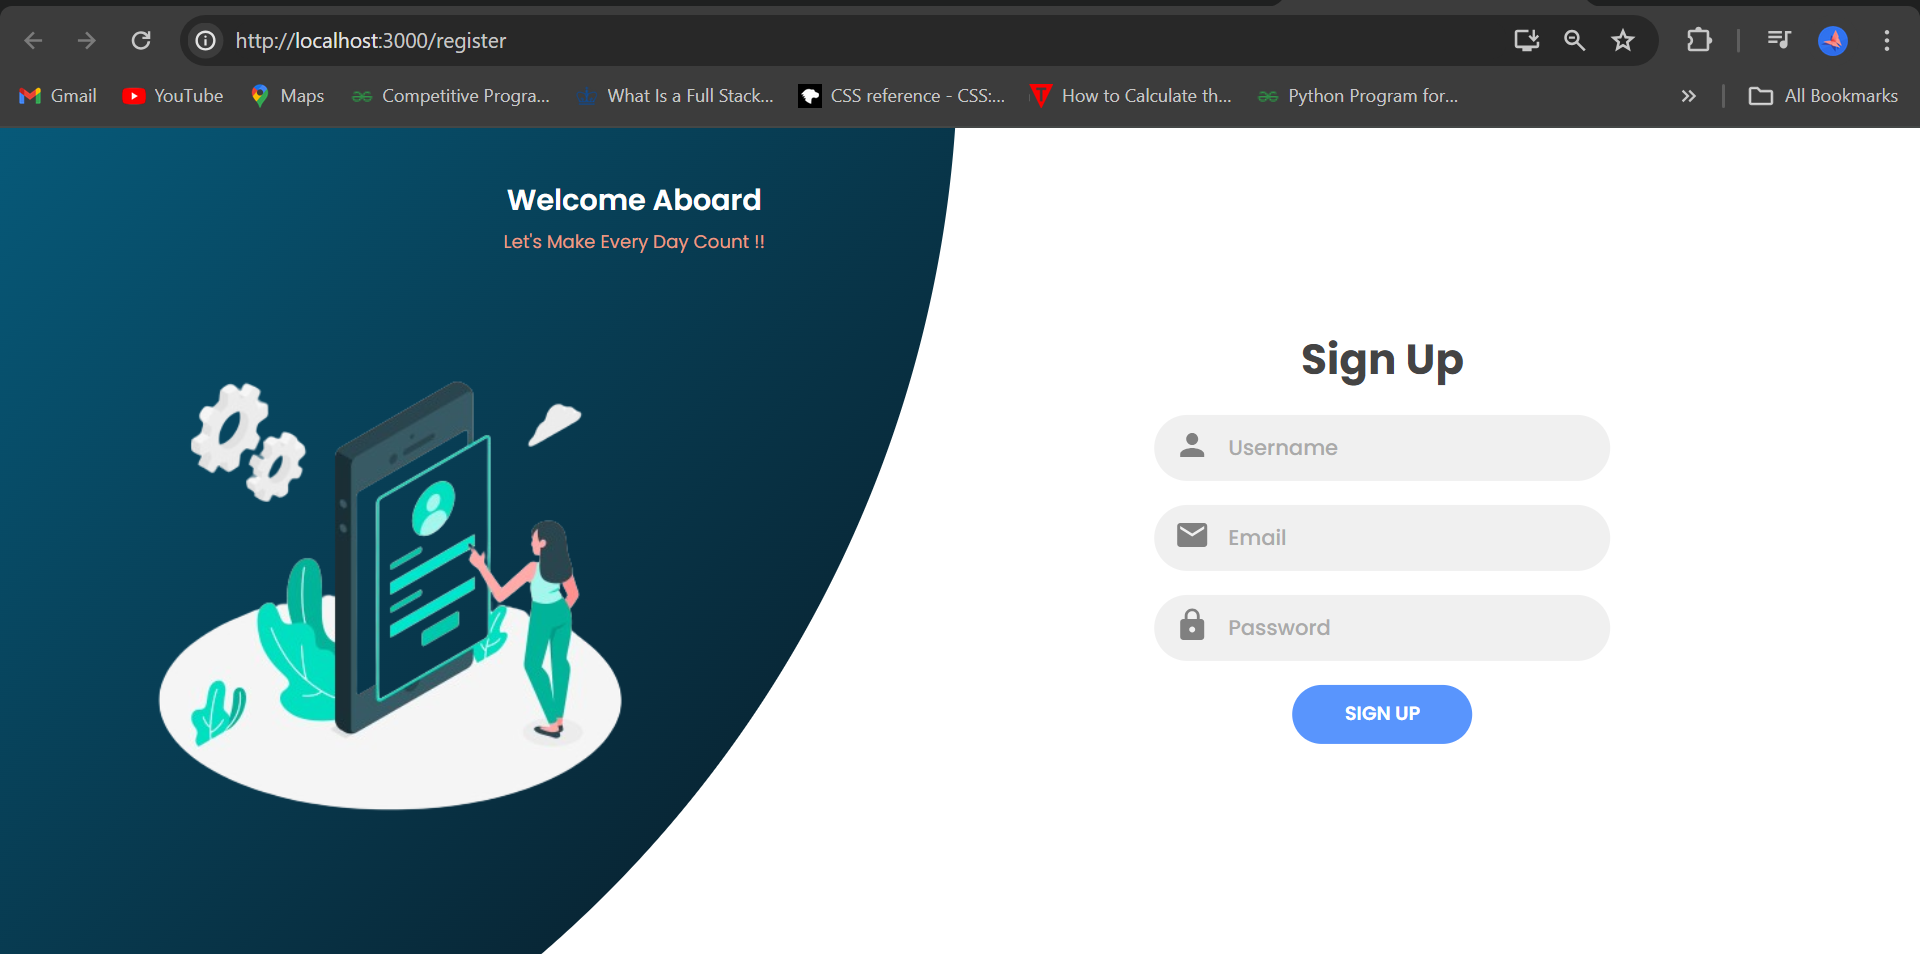 http://localhost:3000/register
Gmail YouTube Maps Competitive Progra... What Is a Full Stack... CSS reference - CSS:... How to Calculate th... Python Program for... All Bookmarks
Welcome Aboard
Let's Make Every Day Count !!
Sign Up
Username
Email
Password
SIGN UP